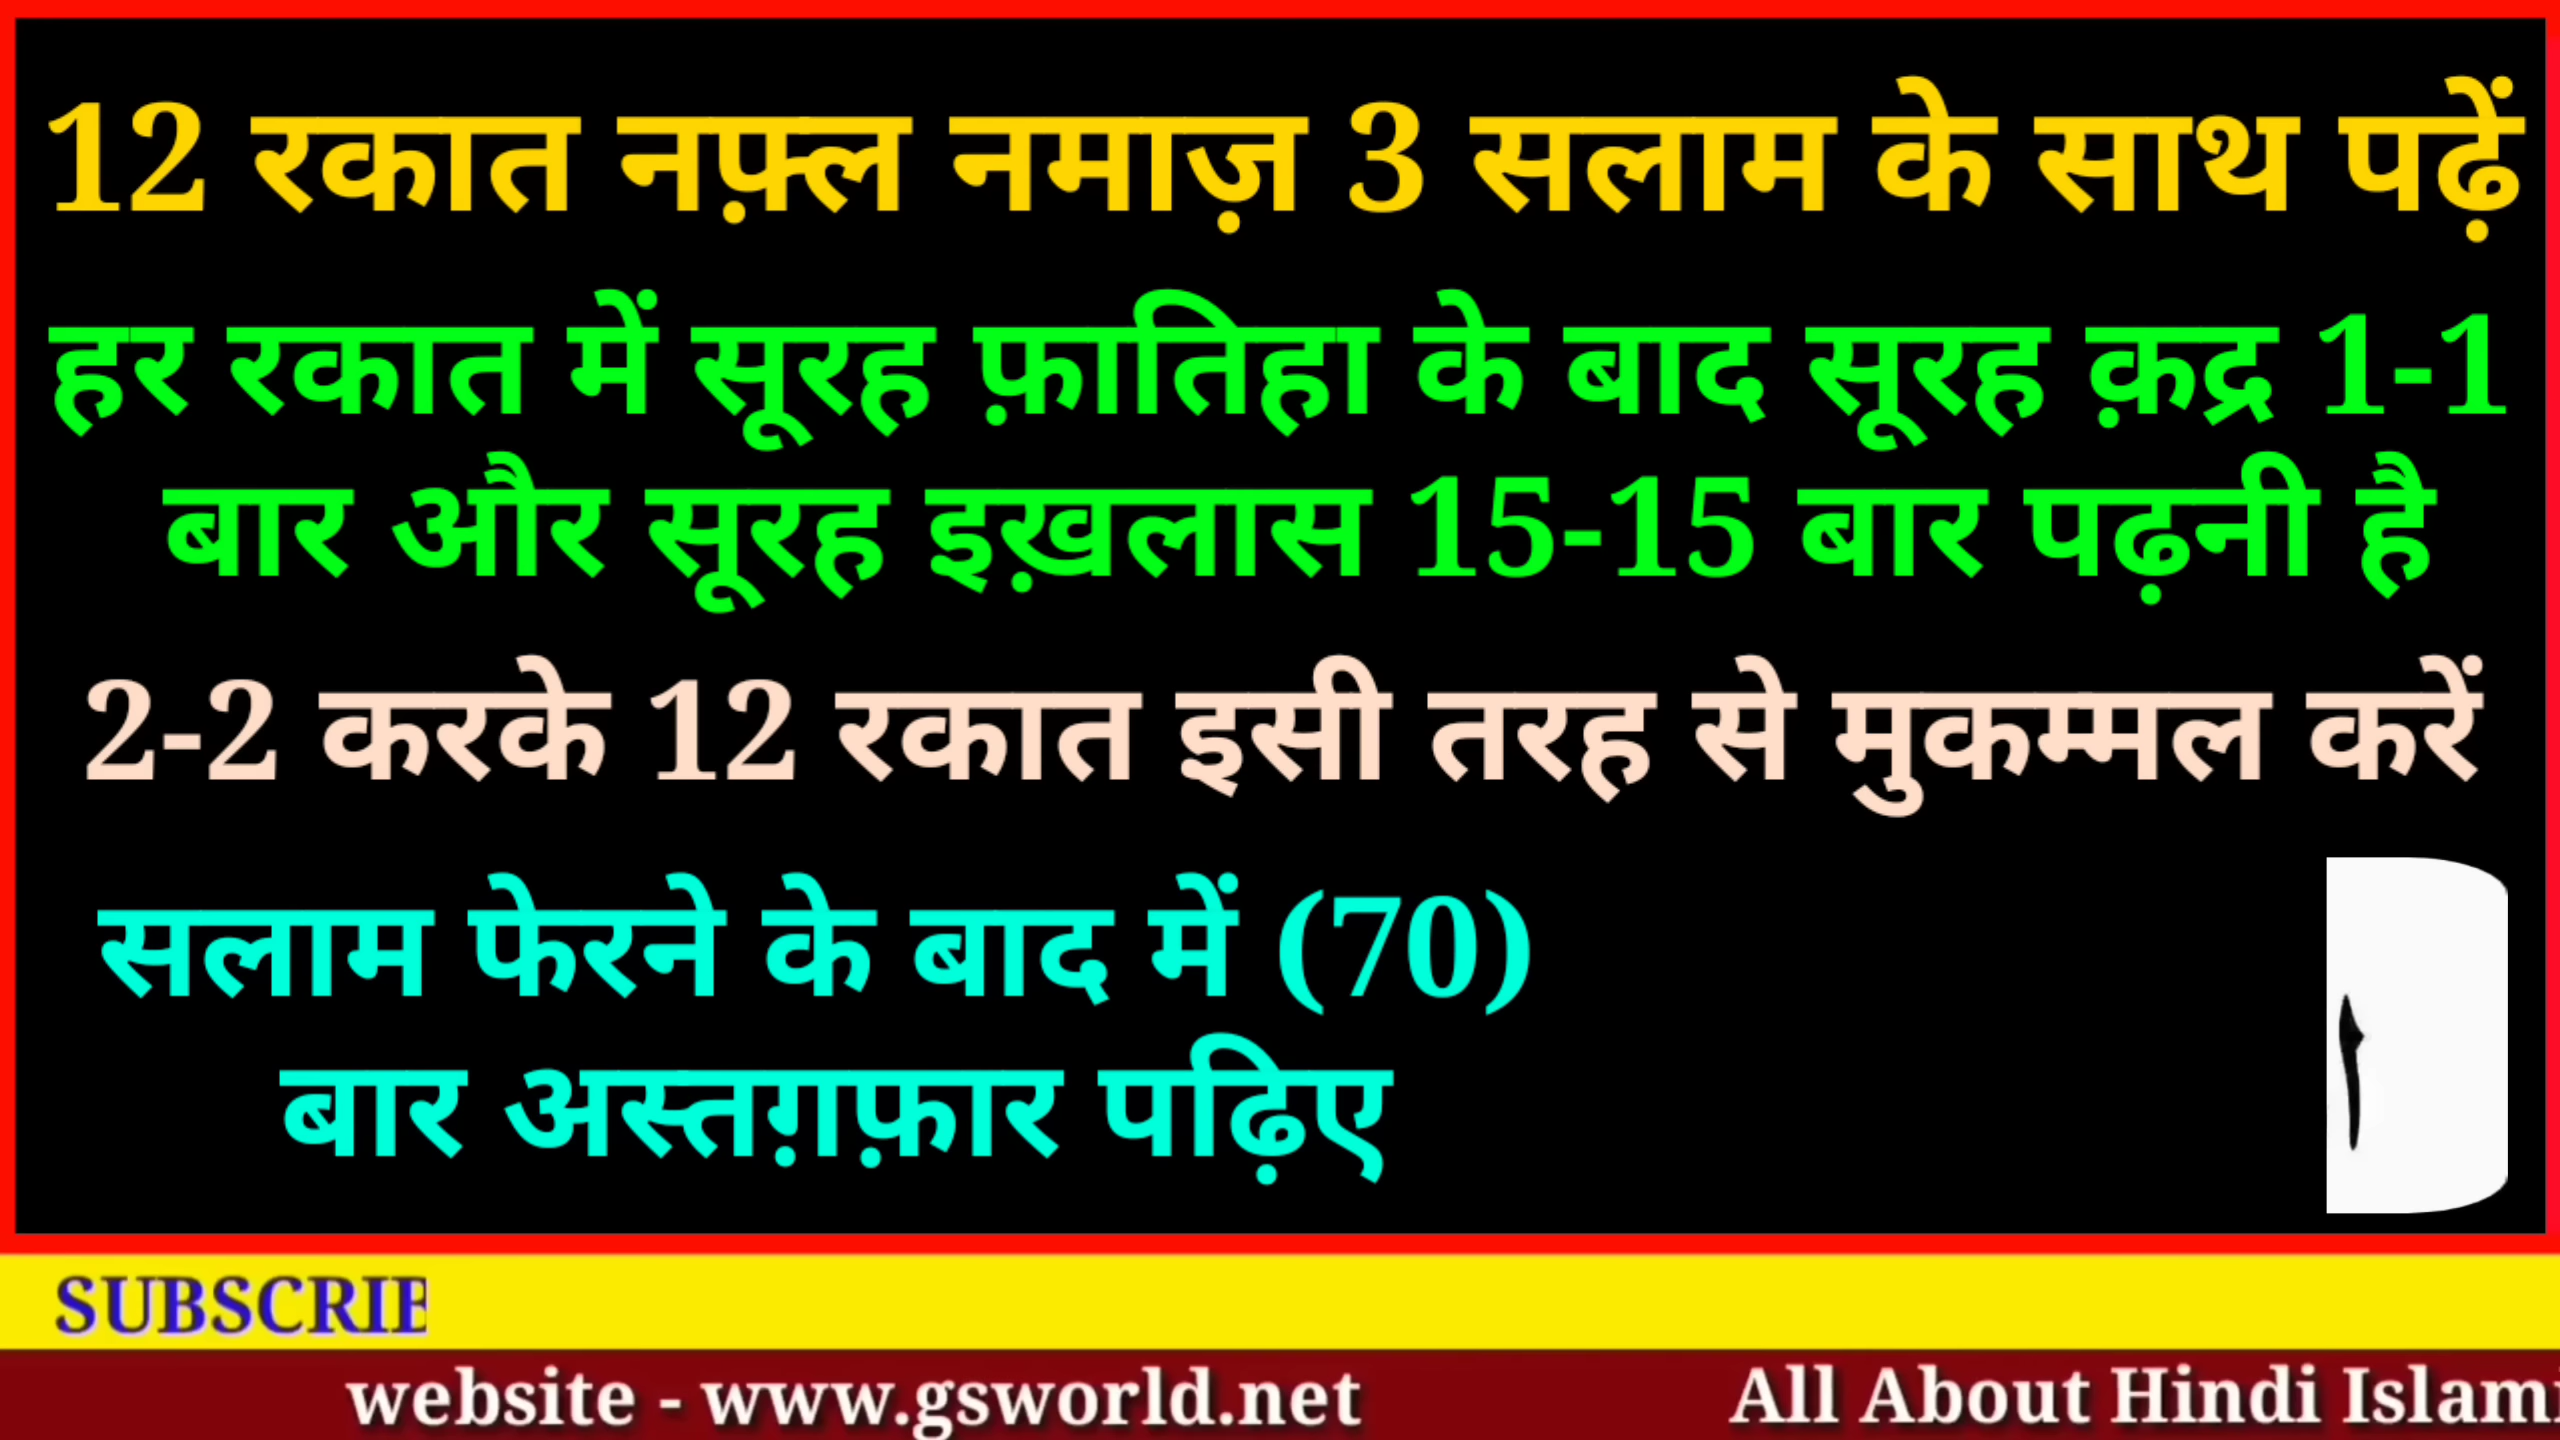 12 रकात नफ़्ल नमाज़ 3 सलाम के साथ पढ़ें
हर रकात में सूरह फ़ातिहा के बाद सूरह क़द्र 1-1
बार और सूरह इख़लास 15-15 बार पढ़नी है
2-2 करके 12 रकात इसी तरह से मुकम्मल करें
सलाम फेरने के बाद में (70)
बार अस्तग़फ़ार पढ़िए
SUBSCRIB
website - www.gsworld.net All About Hindi Islami